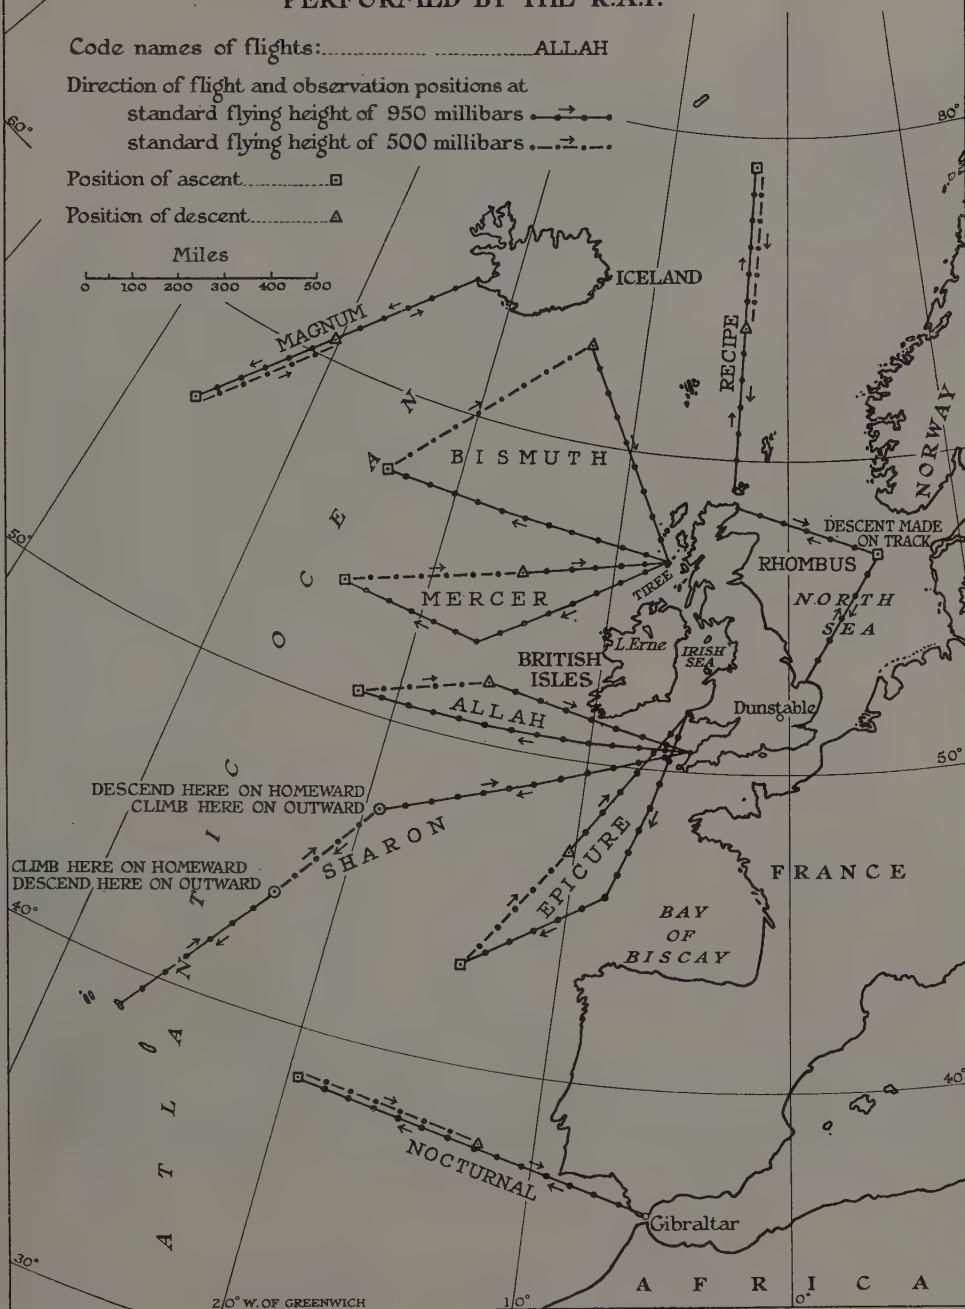 PERFORMED BY THE R.A.F.
Code names of flights:.......... ..........ALLAH
Direction of flight and observation positions at
standard flying height of 950 millibars
standard flying height of 500 millibars
Position of ascent
Position of descent
Miles
0 100 200 300 400 500
60°
80°
ICELAND
MAGNUM
RECIPE
NORWAY
BISMUTH
DESCENT MADE
ON TRACK
RHOMBUS
50°
TIREE
MERCER
NORTH
SEA
L.Erne
IRISH
SEA
BRITISH
ISLES
ALLAH
Dunstable
50°
DESCEND HERE ON HOMEWARD
CLIMB HERE ON OUTWARD
SHARON
CLIMB HERE ON HOMEWARD
DESCEND HERE ON OUTWARD
EPICURE
FRANCE
40°
BAY
OF
BISCAY
ATLANTIC OCEAN
40°
NOCTURNAL
Gibraltar
30°
AFRICA
20° W. OF GREENWICH
10°
0°